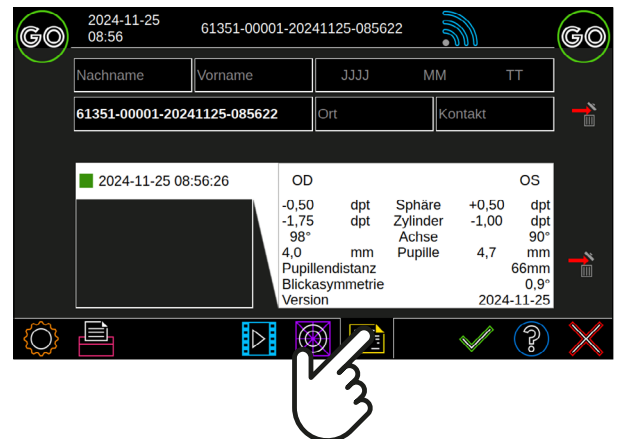 GO
2024-11-25
08:56
61351-00001-20241125-085622
GO
Nachname Vorname JJJJ MM TT
61351-00001-20241125-085622 Ort Kontakt
2024-11-25 08:56:26
OD OS
-0,50 dpt Sphäre +0,50 dpt
-1,75 dpt Zylinder -1,00 dpt
98° Achse 90°
4,0 mm Pupille 4,7 mm
Pupillendistanz 66mm
Blickasymmetrie 0,9°
Version 2024-11-25
?